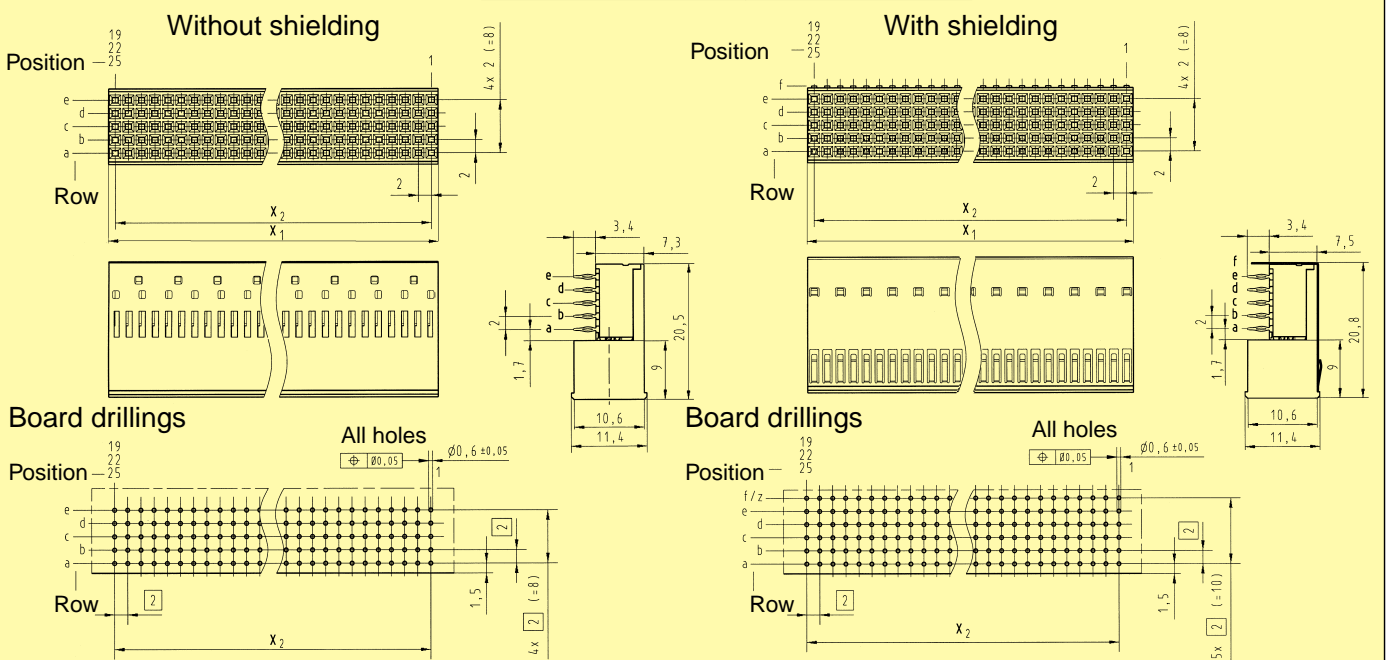 Without shielding
19
22
Position 25
1
4x 2 (=8)
e
d
c
b
a
2
Row
2
X2
X1
3,4
7,3
e
d
c
b
a
2
1,7
9
20,5
10,6
11,4
Board drillings
All holes
19
22
Position 25
⌖ Ø0,05
Ø0,6 ±0,05
1
e
d
c
b
a
2
Row
2
1,5
4x 2 (=8)
X2
With shielding
19
22
Position 25
1
4x 2 (=8)
f
e
d
c
b
a
2
Row
2
X2
X1
3,4
7,5
f
e
d
c
b
a
2
1,7
9
20,8
10,6
11,4
Board drillings
All holes
19
22
Position 25
⌖ Ø0,05
Ø0,6 ±0,05
1
f/z
e
d
c
b
a
2
Row
2
1,5
5x 2 (=10)
X2